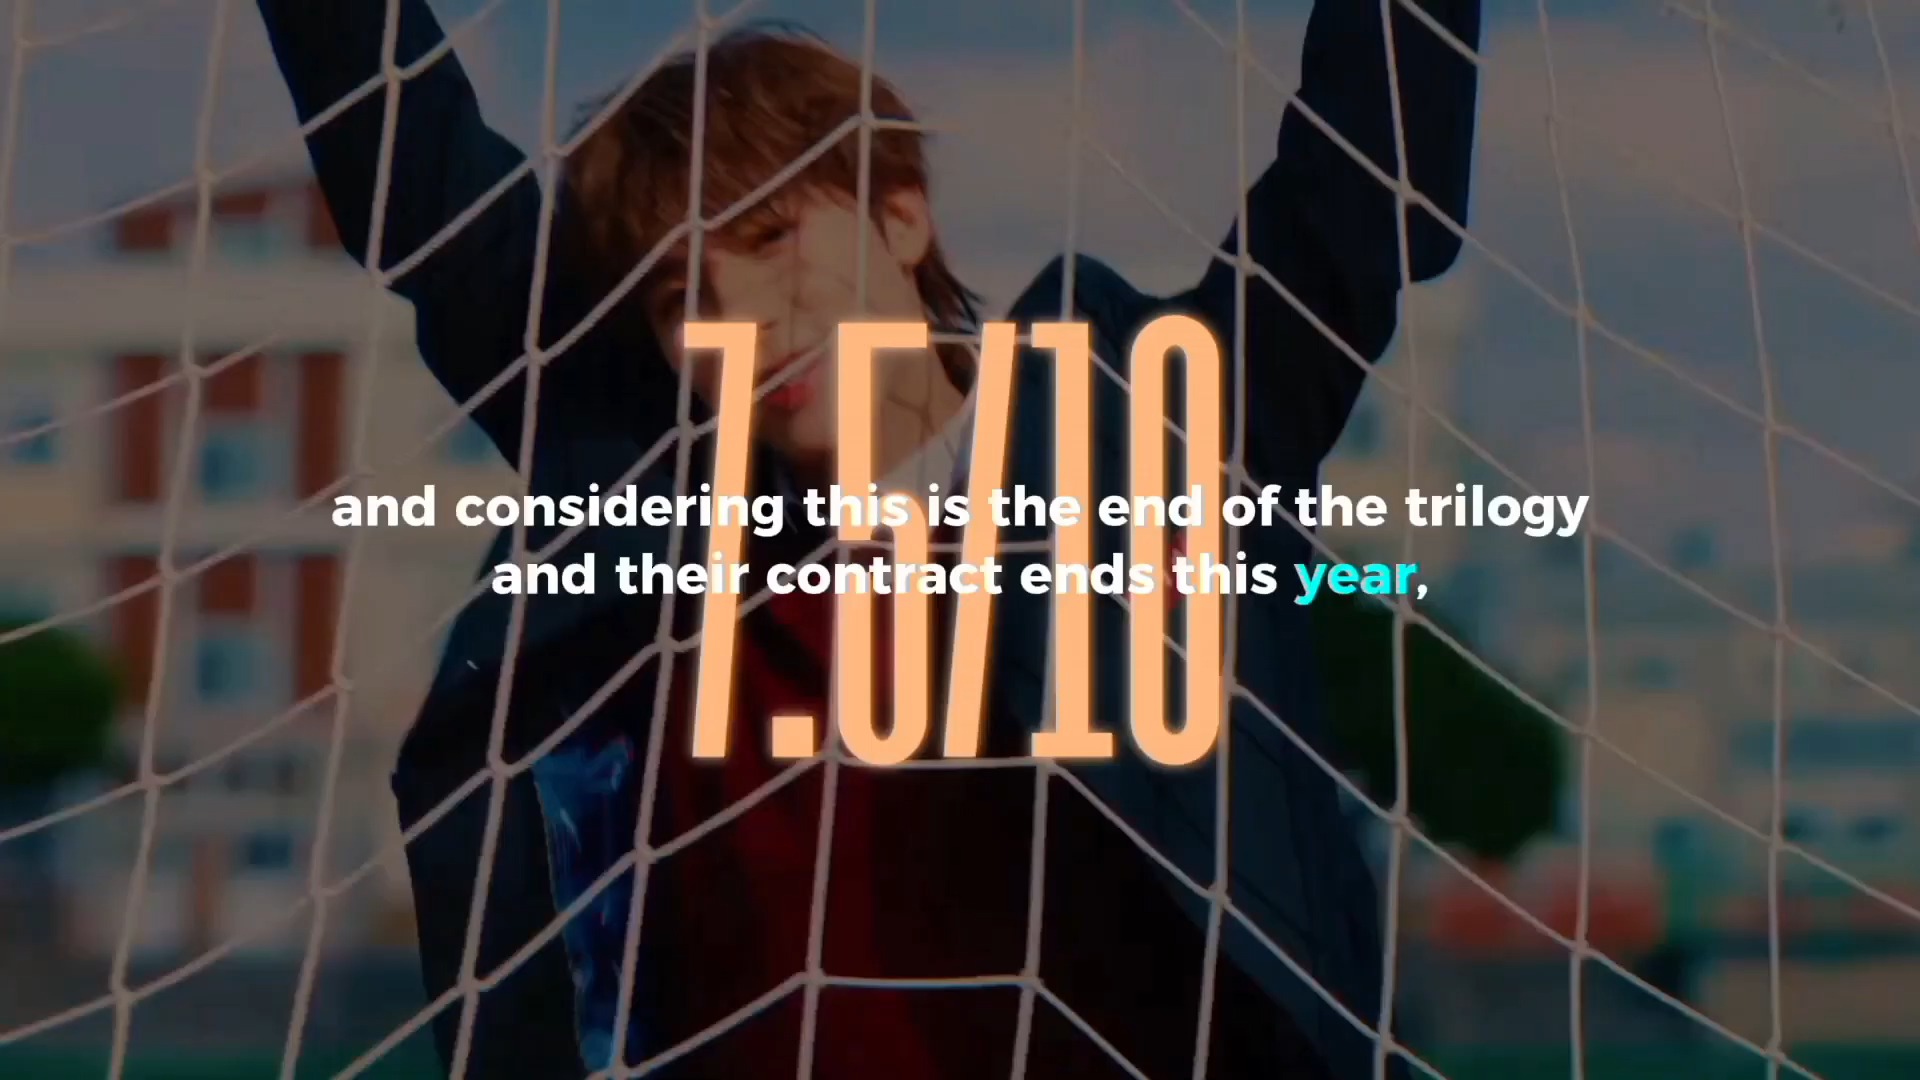 7.5/10
and considering this is the end of the trilogy
and their contract ends this year,